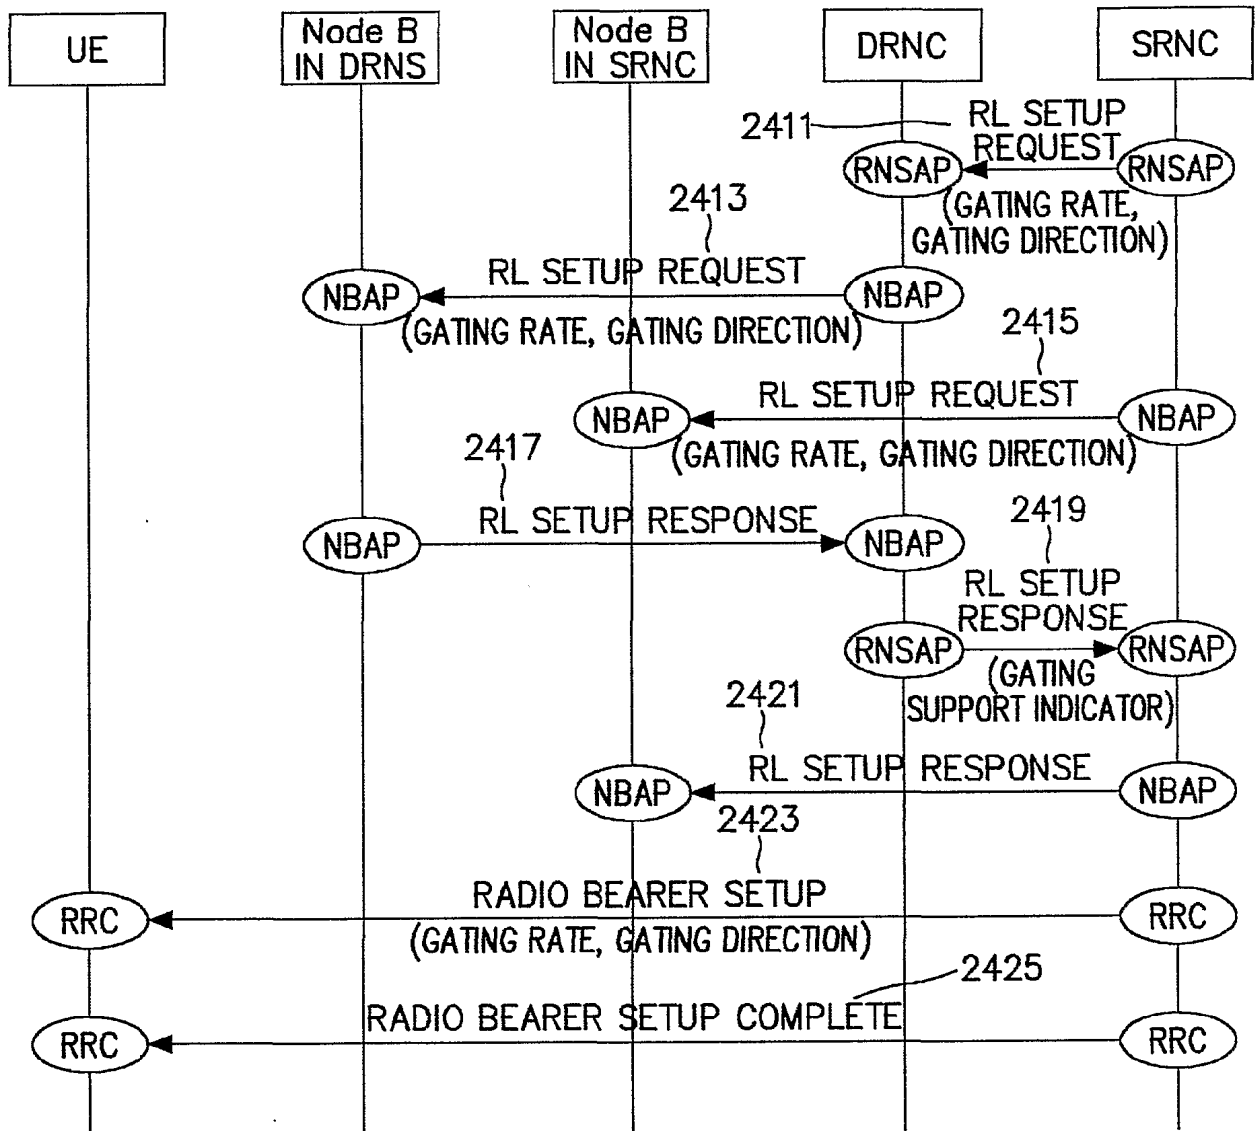 UE
Node B
IN DRNS
Node B
IN SRNC
DRNC
SRNC
2411
RL SETUP
REQUEST
RNSAP
RNSAP
(GATING RATE,
GATING DIRECTION)
2413
RL SETUP REQUEST
NBAP
NBAP
(GATING RATE, GATING DIRECTION)
2415
RL SETUP REQUEST
NBAP
NBAP
(GATING RATE, GATING DIRECTION)
2417
RL SETUP RESPONSE
NBAP
NBAP
2419
RL SETUP
RESPONSE
RNSAP
RNSAP
(GATING
SUPPORT INDICATOR)
2421
RL SETUP RESPONSE
NBAP
NBAP
2423
RADIO BEARER SETUP
RRC
RRC
(GATING RATE, GATING DIRECTION)
2425
RADIO BEARER SETUP COMPLETE
RRC
RRC